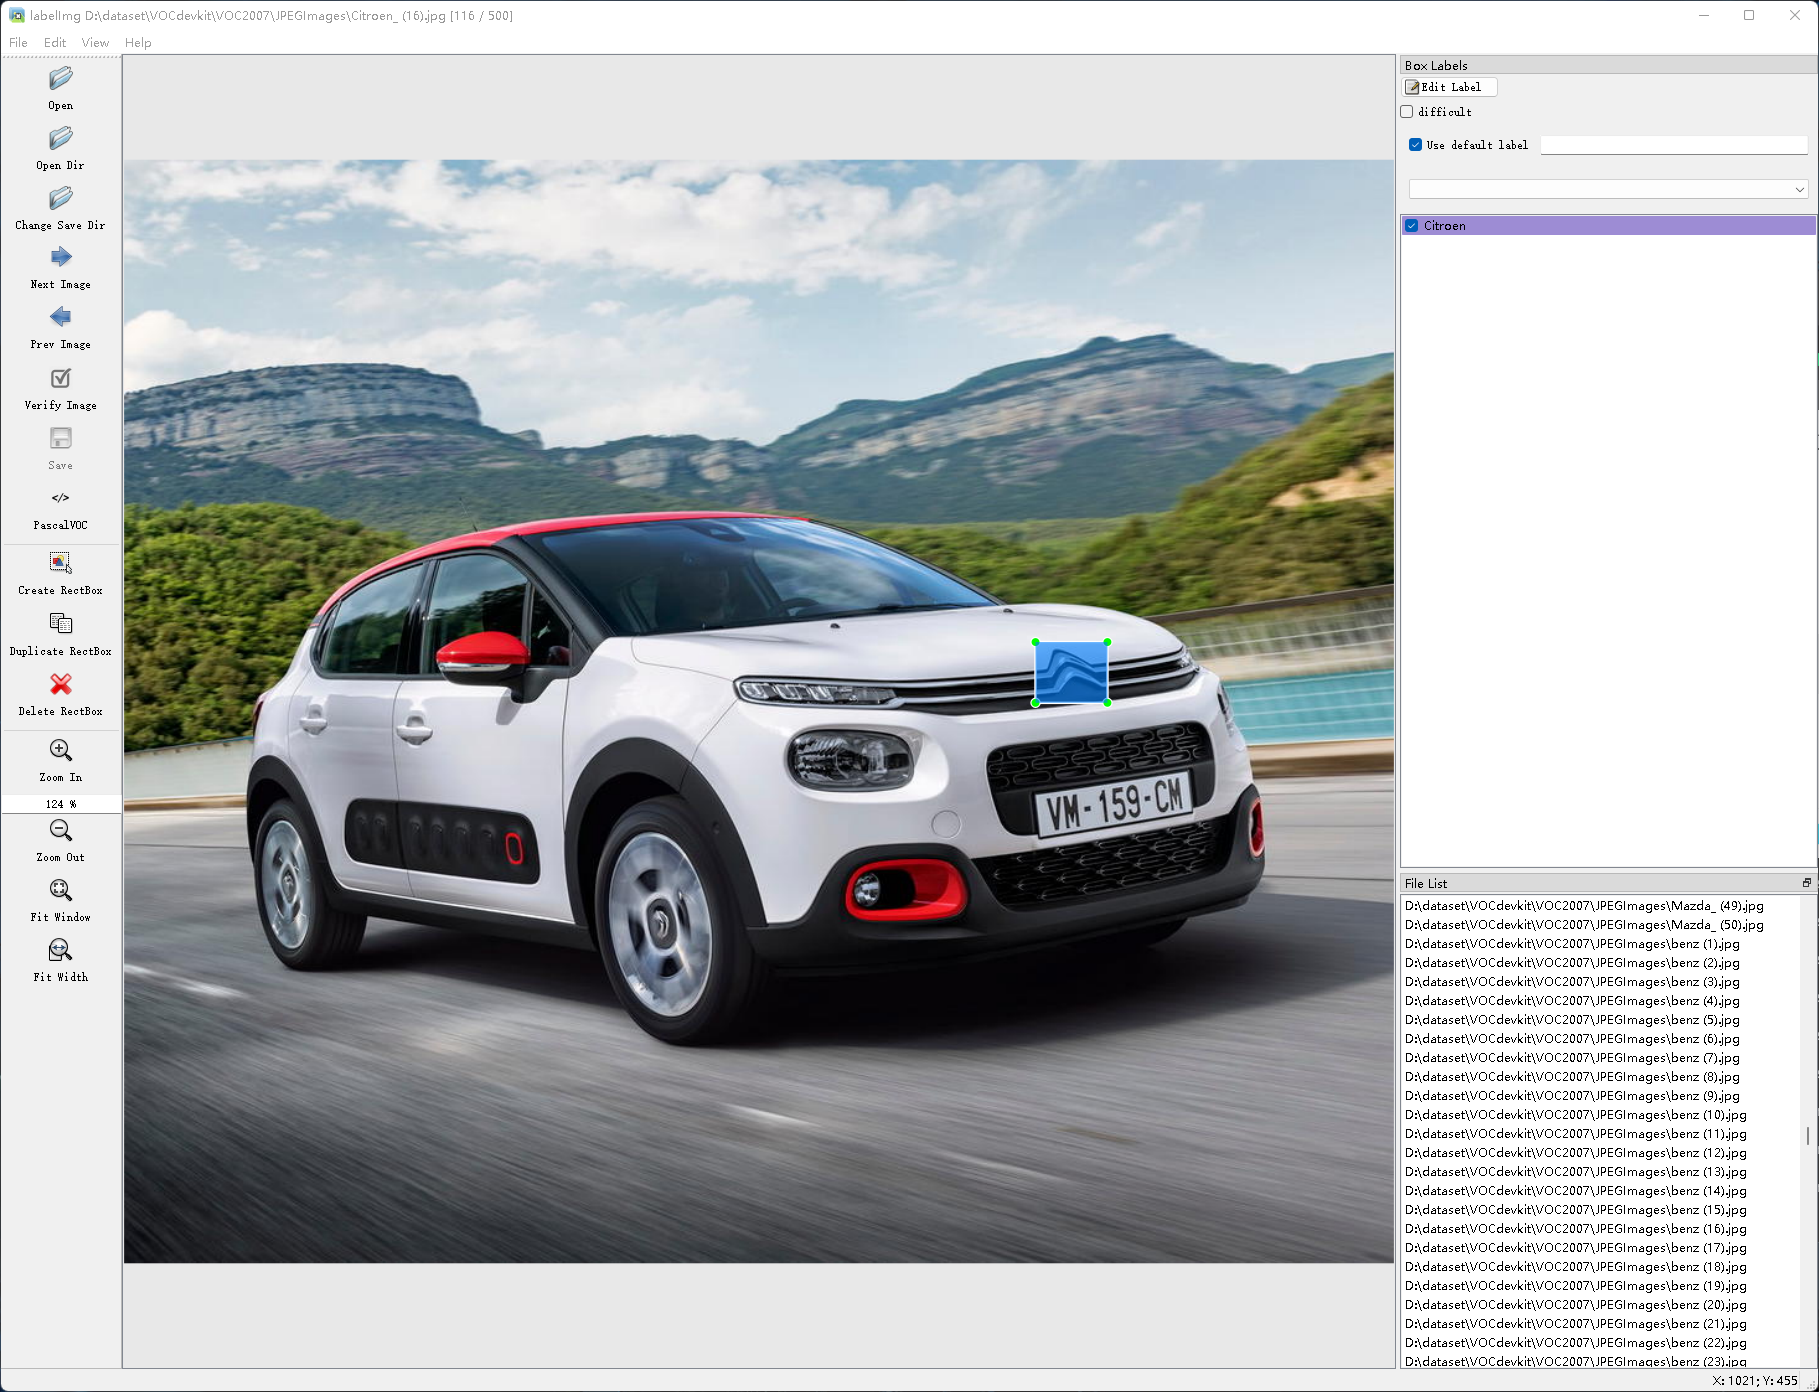 labelImg D:\dataset\VOCdevkit\VOC2007\JPEGImages\Citroen_ (16).jpg [116 / 500]
File Edit View Help
Open
Open Dir
Change Save Dir
Next Image
Prev Image
Verify Image
Save
</>
PascalVOC
Create RectBox
Duplicate RectBox
Delete RectBox
Zoom In
124 %
Zoom Out
Fit Window
Fit Width
VM-159-CM
Box Labels
Edit Label
difficult
Use default label
Citroen
File List
D:\dataset\VOCdevkit\VOC2007\JPEGImages\Mazda_ (49).jpg
D:\dataset\VOCdevkit\VOC2007\JPEGImages\Mazda_ (50).jpg
D:\dataset\VOCdevkit\VOC2007\JPEGImages\benz (1).jpg
D:\dataset\VOCdevkit\VOC2007\JPEGImages\benz (2).jpg
D:\dataset\VOCdevkit\VOC2007\JPEGImages\benz (3).jpg
D:\dataset\VOCdevkit\VOC2007\JPEGImages\benz (4).jpg
D:\dataset\VOCdevkit\VOC2007\JPEGImages\benz (5).jpg
D:\dataset\VOCdevkit\VOC2007\JPEGImages\benz (6).jpg
D:\dataset\VOCdevkit\VOC2007\JPEGImages\benz (7).jpg
D:\dataset\VOCdevkit\VOC2007\JPEGImages\benz (8).jpg
D:\dataset\VOCdevkit\VOC2007\JPEGImages\benz (9).jpg
D:\dataset\VOCdevkit\VOC2007\JPEGImages\benz (10).jpg
D:\dataset\VOCdevkit\VOC2007\JPEGImages\benz (11).jpg
D:\dataset\VOCdevkit\VOC2007\JPEGImages\benz (12).jpg
D:\dataset\VOCdevkit\VOC2007\JPEGImages\benz (13).jpg
D:\dataset\VOCdevkit\VOC2007\JPEGImages\benz (14).jpg
D:\dataset\VOCdevkit\VOC2007\JPEGImages\benz (15).jpg
D:\dataset\VOCdevkit\VOC2007\JPEGImages\benz (16).jpg
D:\dataset\VOCdevkit\VOC2007\JPEGImages\benz (17).jpg
D:\dataset\VOCdevkit\VOC2007\JPEGImages\benz (18).jpg
D:\dataset\VOCdevkit\VOC2007\JPEGImages\benz (19).jpg
D:\dataset\VOCdevkit\VOC2007\JPEGImages\benz (20).jpg
D:\dataset\VOCdevkit\VOC2007\JPEGImages\benz (21).jpg
D:\dataset\VOCdevkit\VOC2007\JPEGImages\benz (22).jpg
D:\dataset\VOCdevkit\VOC2007\JPEGImages\benz (23).jpg
X: 1021; Y: 455